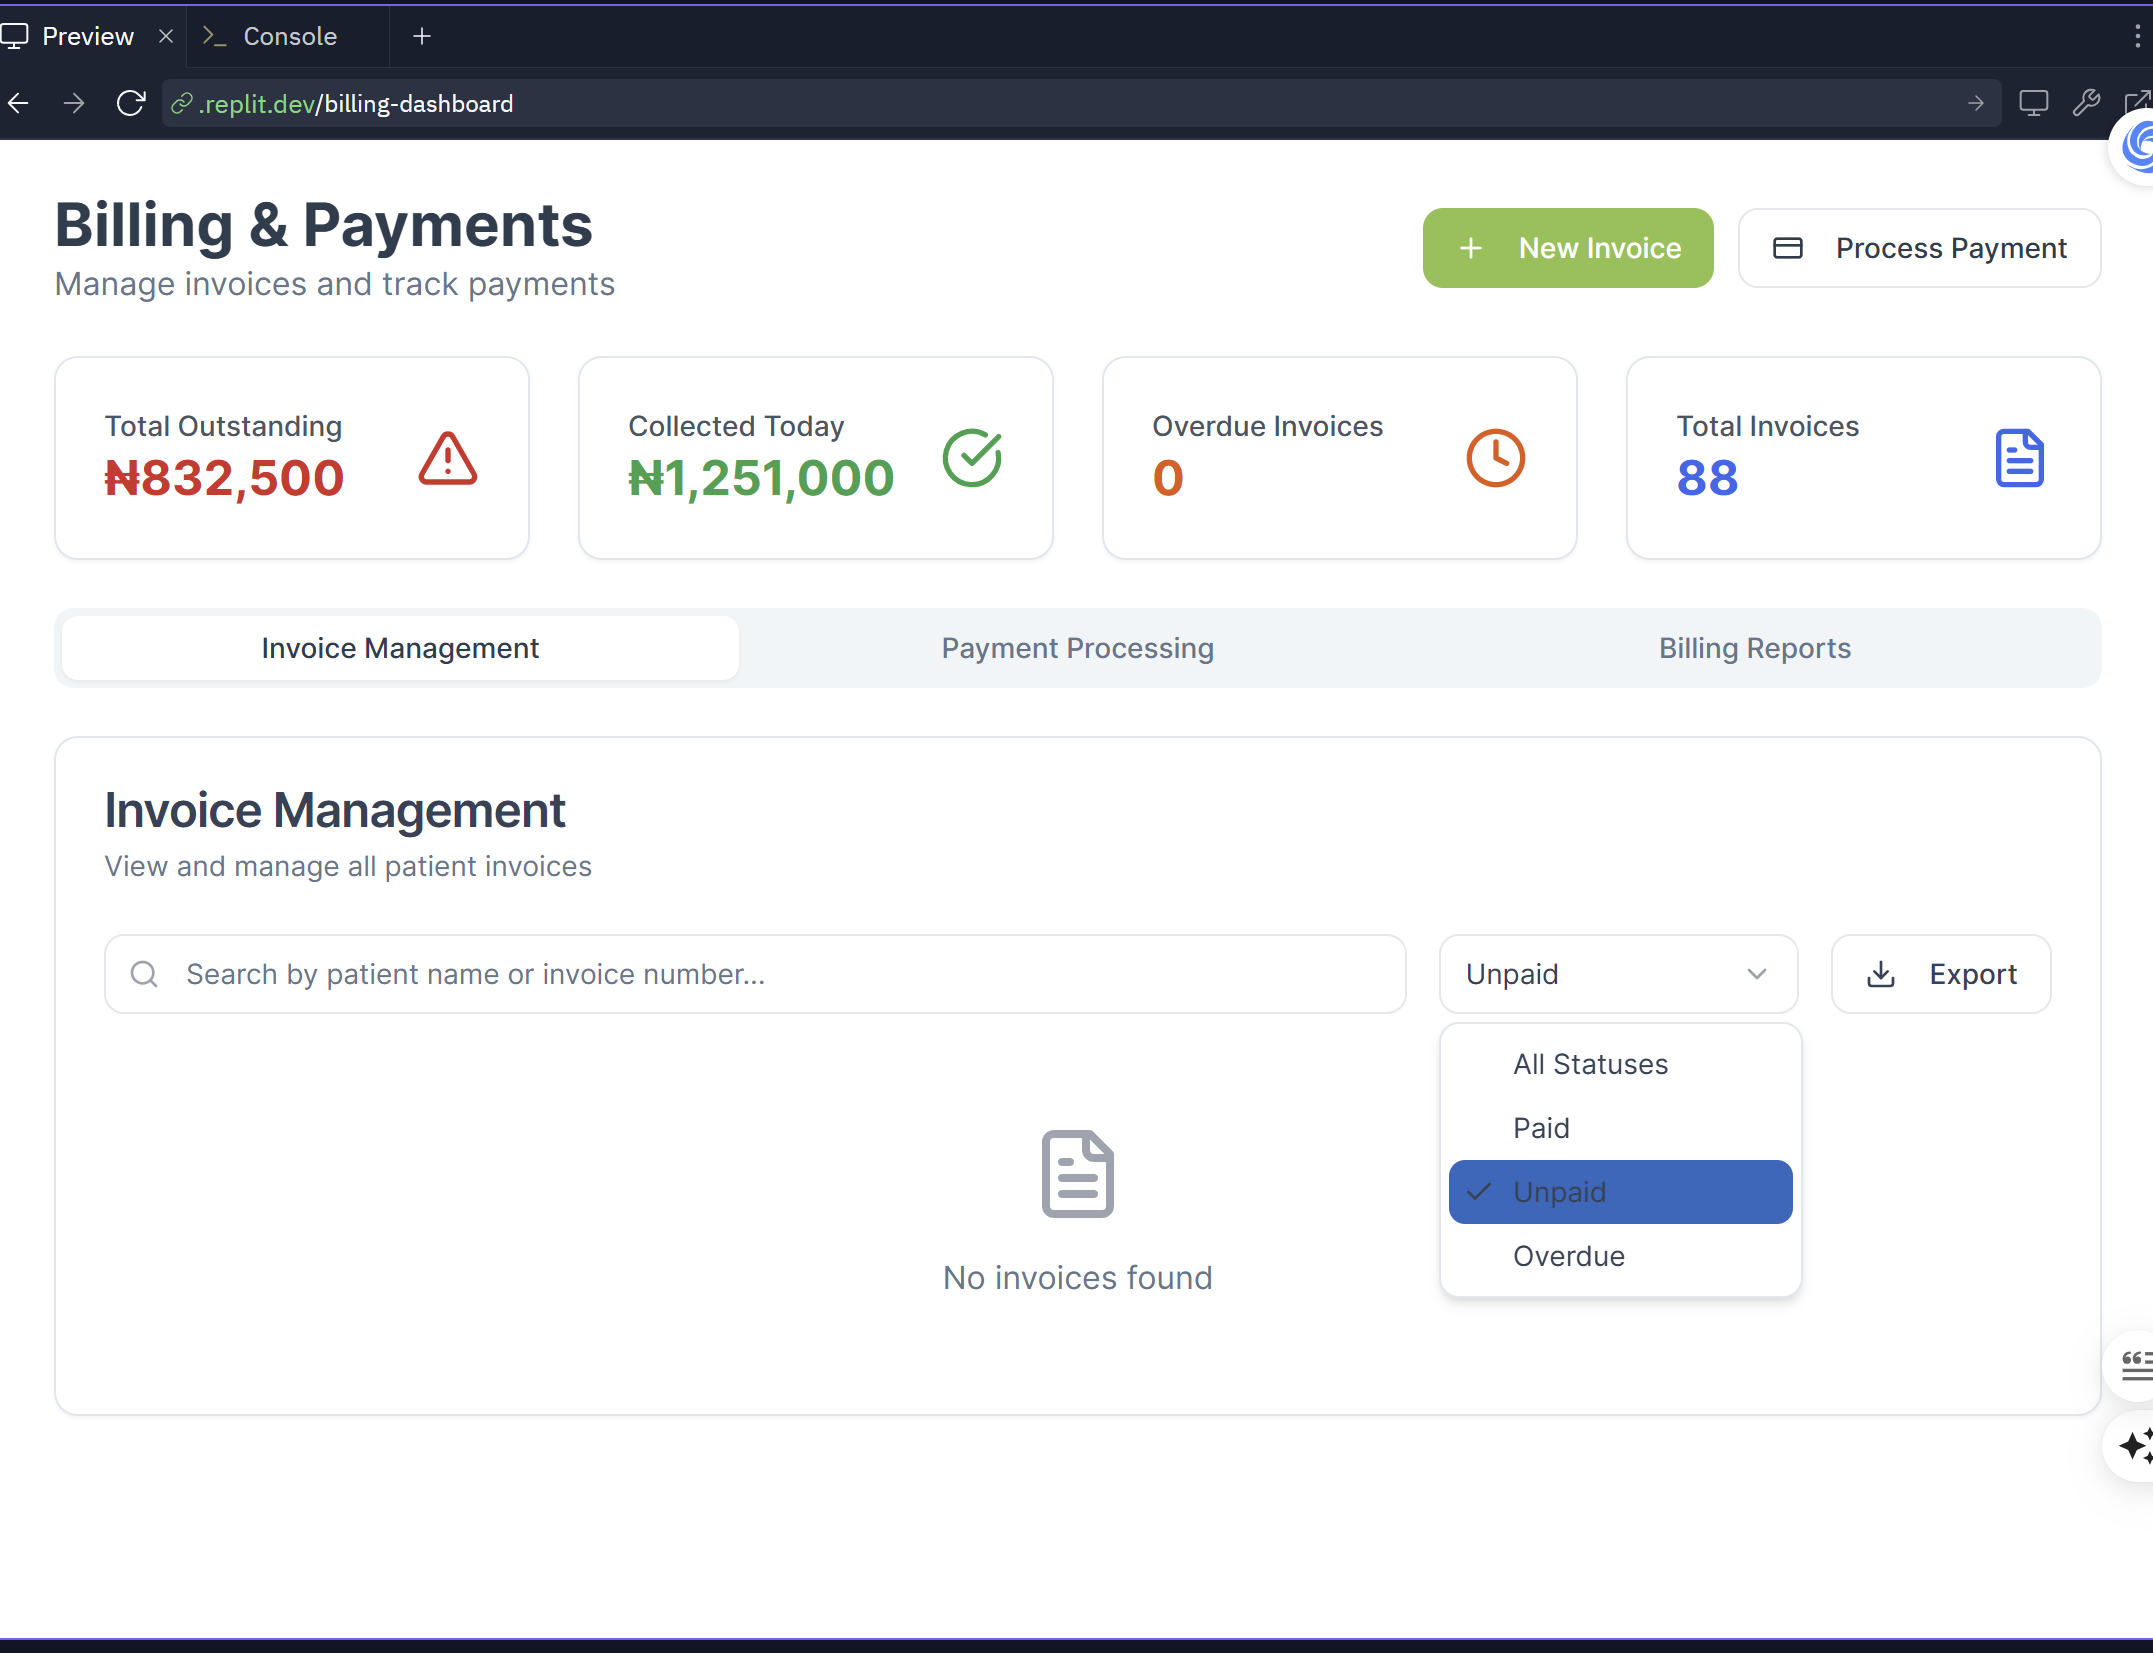 Preview
Console
.replit.dev/billing-dashboard
Billing & Payments
Manage invoices and track payments
New Invoice
Process Payment
Total Outstanding
₦832,500
Collected Today
₦1,251,000
Overdue Invoices
0
Total Invoices
88
Invoice Management
Payment Processing
Billing Reports
Invoice Management
View and manage all patient invoices
Search by patient name or invoice number...
Unpaid
Export
All Statuses
Paid
Unpaid
Overdue
No invoices found